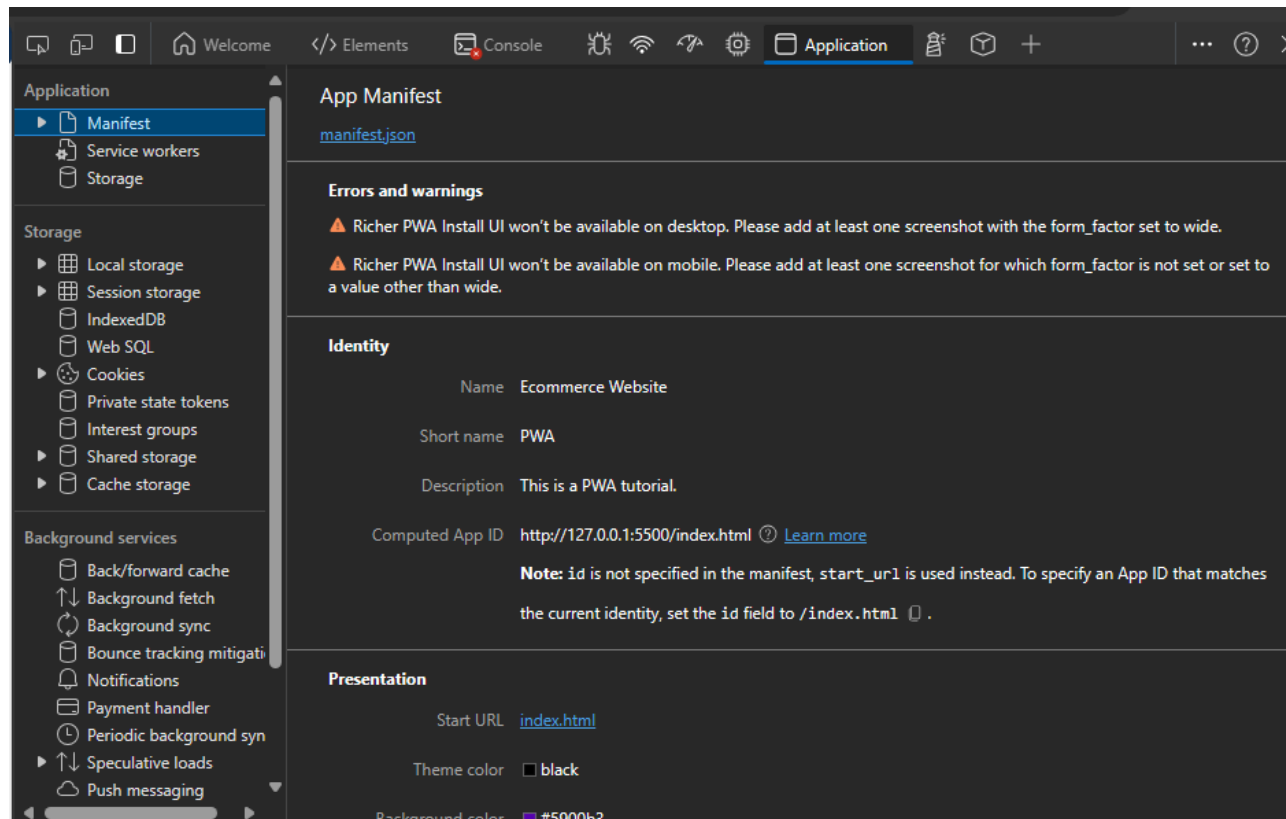 Welcome
Elements
Console
Application
Application
Manifest
Service workers
Storage
Storage
Local storage
Session storage
IndexedDB
Web SQL
Cookies
Private state tokens
Interest groups
Shared storage
Cache storage
Background services
Back/forward cache
Background fetch
Background sync
Bounce tracking mitigati
Notifications
Payment handler
Periodic background syn
Speculative loads
Push messaging
App Manifest
manifest.json
Errors and warnings
Richer PWA Install UI won't be available on desktop. Please add at least one screenshot with the form_factor set to wide.
Richer PWA Install UI won't be available on mobile. Please add at least one screenshot for which form_factor is not set or set to
a value other than wide.
Identity
Name Ecommerce Website
Short name PWA
Description This is a PWA tutorial.
Computed App ID http://127.0.0.1:5500/index.html Learn more
Note: id is not specified in the manifest, start_url is used instead. To specify an App ID that matches
the current identity, set the id field to /index.html .
Presentation
Start URL index.html
Theme color black
Background color #5900b3